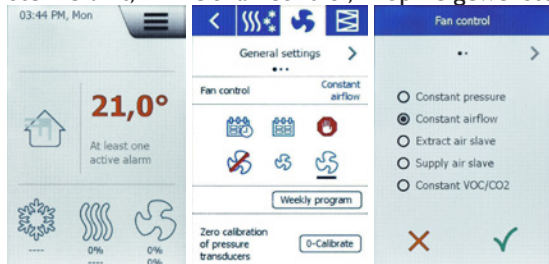 03:44 PM,
Mon
21,0°
At least one
active alarm
----
0%
----
0%
0%
General settings
Fan control
Constant
airflow
Weekly program
Zero calibration
of pressure
transducers
0-Calibrate
Fan control
Constant pressure
Constant airflow
Extract air slave
Supply air slave
Constant VOC/CO2